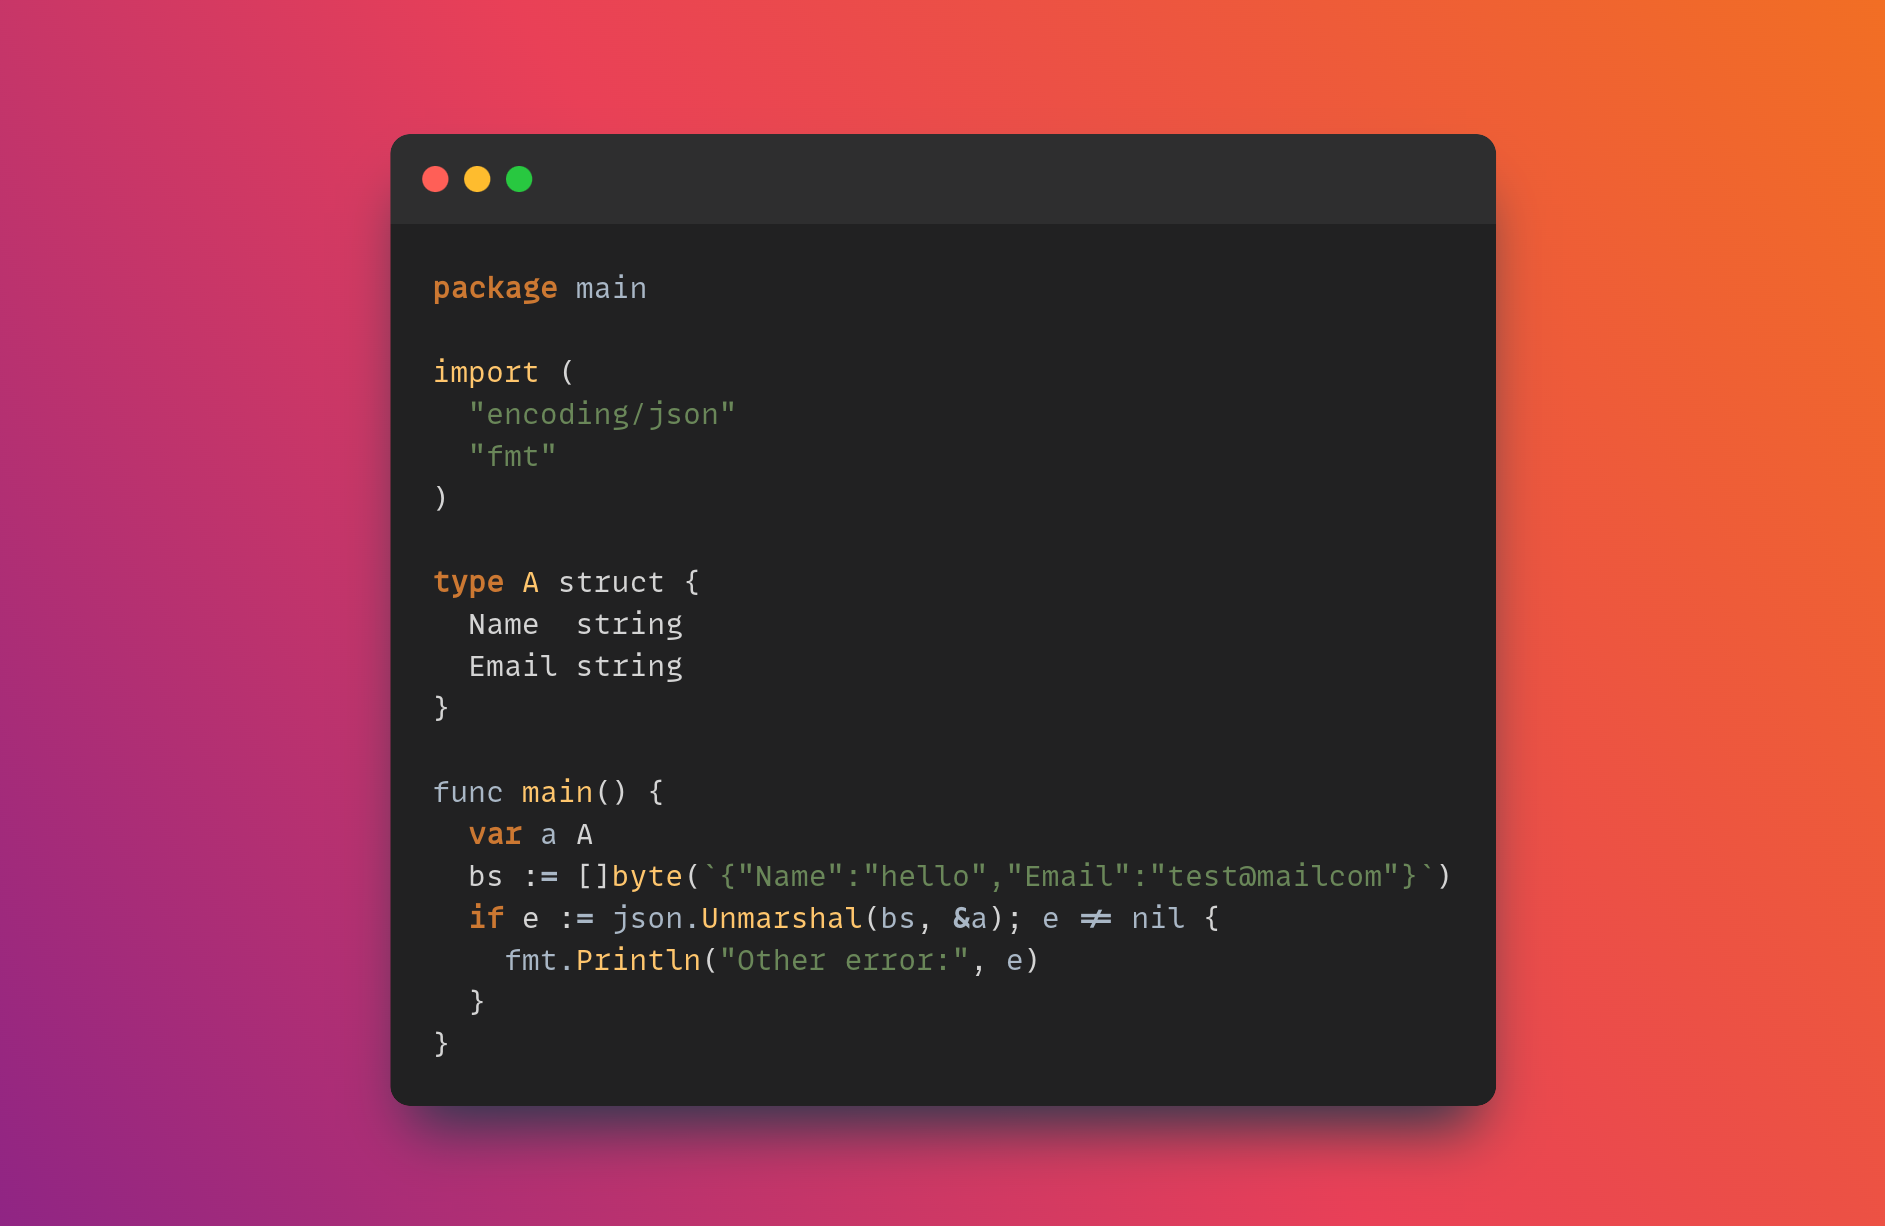 package main
import (
"encoding/json"
"fmt"
)
type A struct {
Name  string
Email string
}
func main() {
var a A
bs := []byte(`{"Name":"hello","Email":"test@mailcom"}`)
if e := json.Unmarshal(bs, &a); e != nil {
fmt.Println("Other error:", e)
}
}